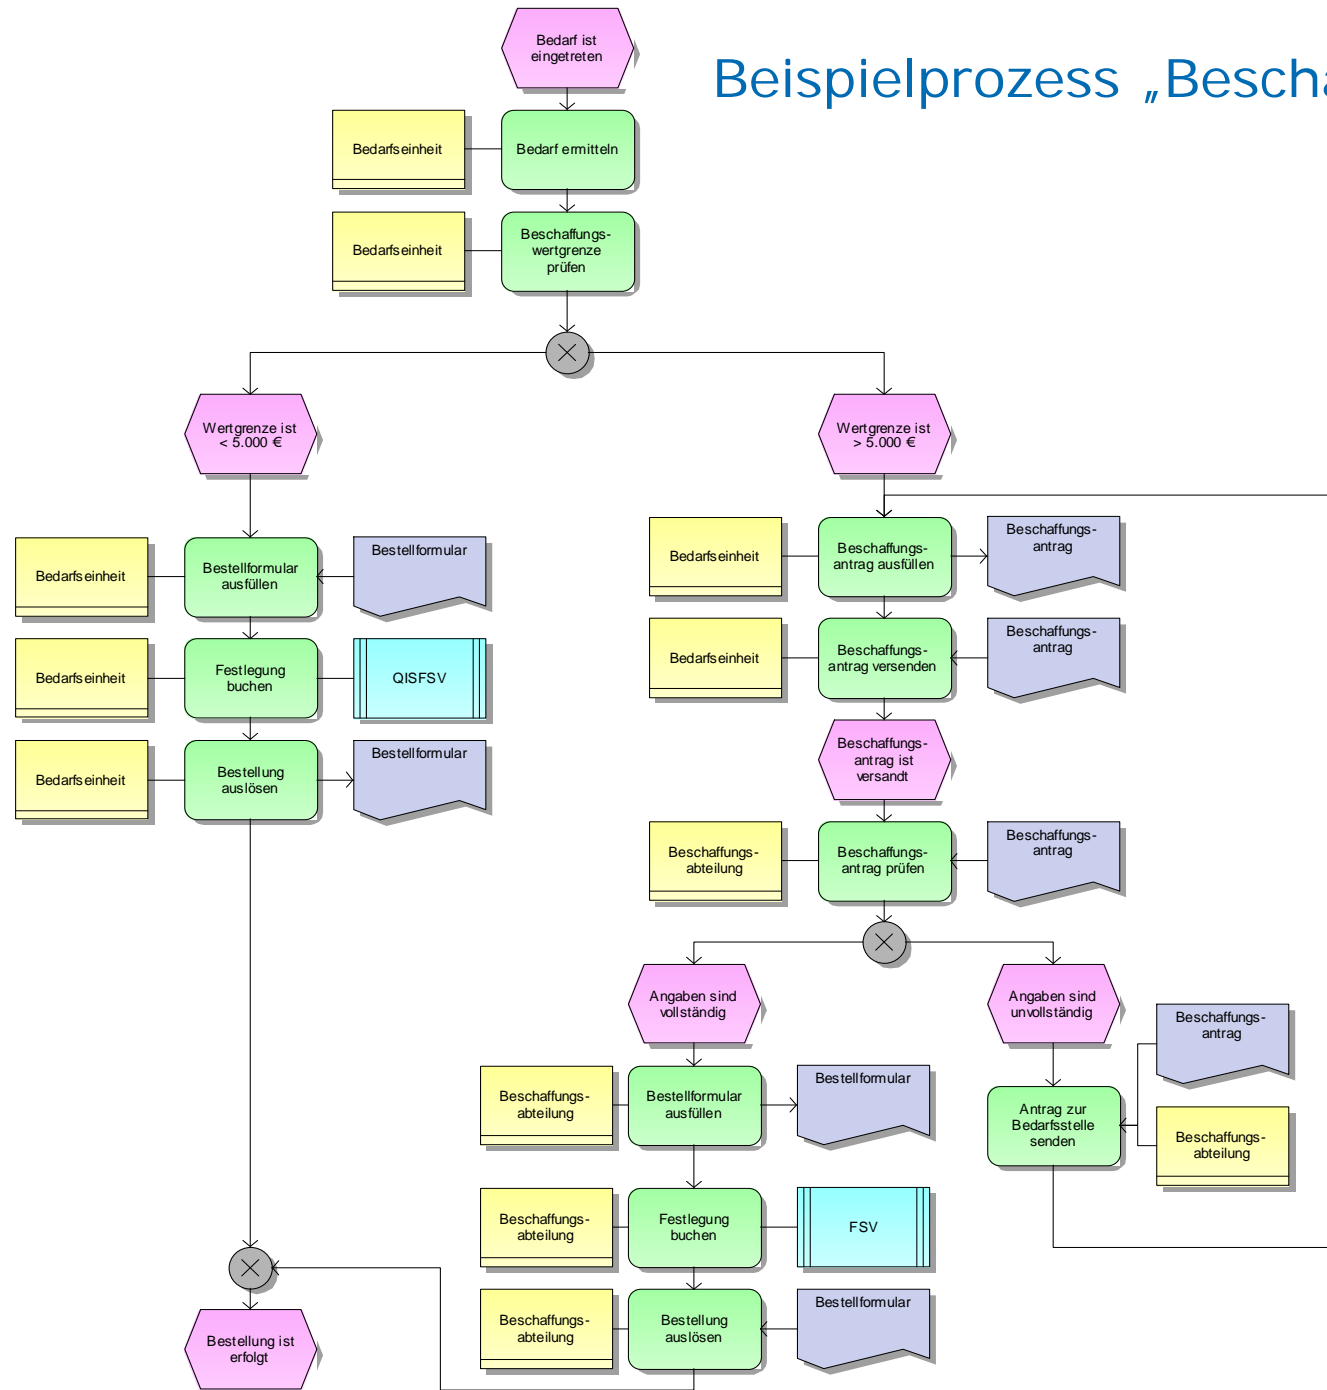 Bedarf ist
eingetreten
Beispielprozess „Bescha
Bedarfseinheit
Bedarf ermitteln
Bedarfseinheit
Beschaffungs-
wertgrenze
prüfen
Wertgrenze ist
< 5.000 €
Wertgrenze ist
> 5.000 €
Bedarfseinheit
Bestellformular
ausfüllen
Bestellformular
Bedarfseinheit
Beschaffungs-
antrag ausfüllen
Beschaffungs-
antrag
Bedarfseinheit
Festlegung
buchen
QISFSV
Bedarfseinheit
Beschaffungs-
antrag versenden
Beschaffungs-
antrag
Bedarfseinheit
Bestellung
auslösen
Bestellformular
Beschaffungs-
antrag ist
versandt
Beschaffungs-
abteilung
Beschaffungs-
antrag prüfen
Beschaffungs-
antrag
Angaben sind
vollständig
Angaben sind
unvollständig
Beschaffungs-
antrag
Beschaffungs-
abteilung
Bestellformular
ausfüllen
Bestellformular
Antrag zur
Bedarfsstelle
senden
Beschaffungs-
abteilung
Beschaffungs-
abteilung
Festlegung
buchen
FSV
Beschaffungs-
abteilung
Bestellung
auslösen
Bestellformular
Bestellung ist
erfolgt